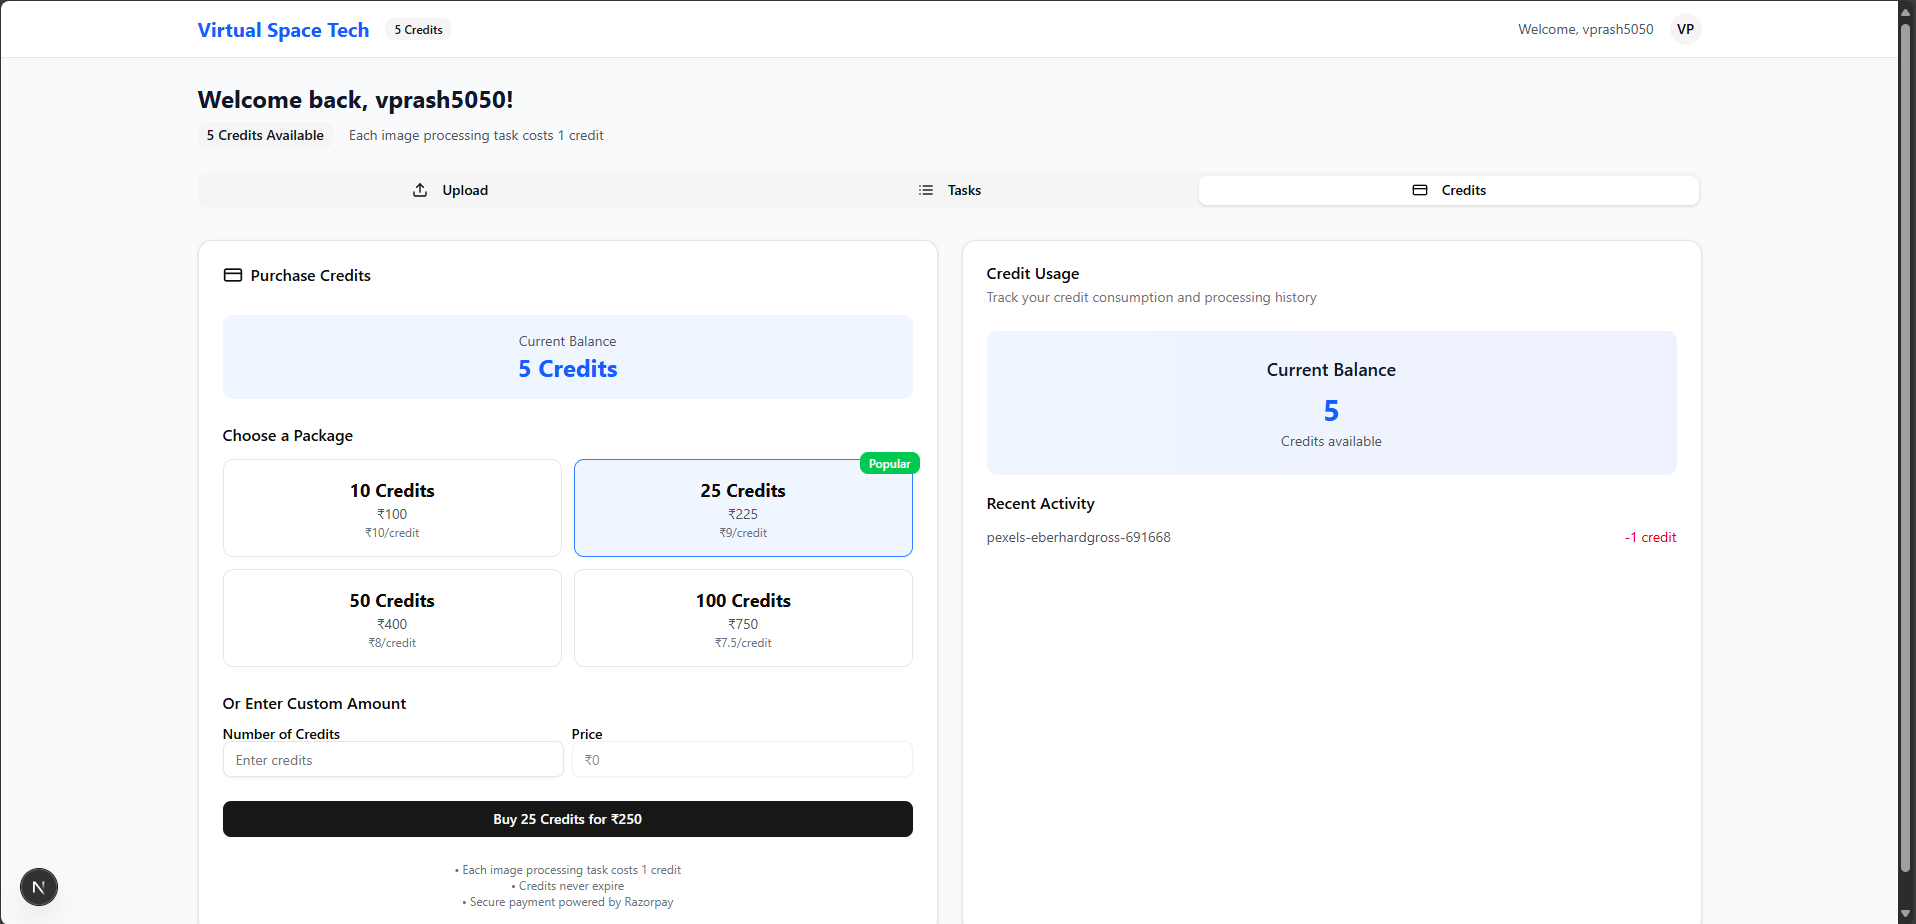 Virtual Space Tech 5 Credits Welcome, vprash5050 VP
Welcome back, vprash5050!
5 Credits Available Each image processing task costs 1 credit
Upload Tasks Credits
Purchase Credits
Current Balance
5 Credits
Choose a Package
Popular
10 Credits
₹100
₹10/credit
25 Credits
₹225
₹9/credit
50 Credits
₹400
₹8/credit
100 Credits
₹750
₹7.5/credit
Or Enter Custom Amount
Number of Credits Price
Enter credits ₹0
Buy 25 Credits for ₹250
• Each image processing task costs 1 credit
• Credits never expire
• Secure payment powered by Razorpay
Credit Usage
Track your credit consumption and processing history
Current Balance
5
Credits available
Recent Activity
pexels-eberhardgross-691668 -1 credit
N